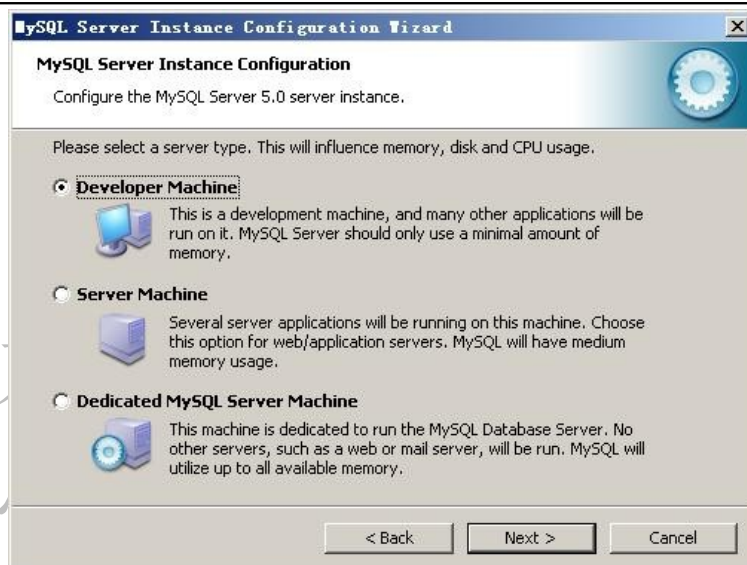 MySQL Server Instance Configuration Wizard
MySQL Server Instance Configuration
Configure the MySQL Server 5.0 server instance.
Please select a server type. This will influence memory, disk and CPU usage.
Developer Machine
This is a development machine, and many other applications will be
run on it. MySQL Server should only use a minimal amount of
memory.
Server Machine
Several server applications will be running on this machine. Choose
this option for web/application servers. MySQL will have medium
memory usage.
Dedicated MySQL Server Machine
This machine is dedicated to run the MySQL Database Server. No
other servers, such as a web or mail server, will be run. MySQL will
utilize up to all available memory.
< Back
Next >
Cancel